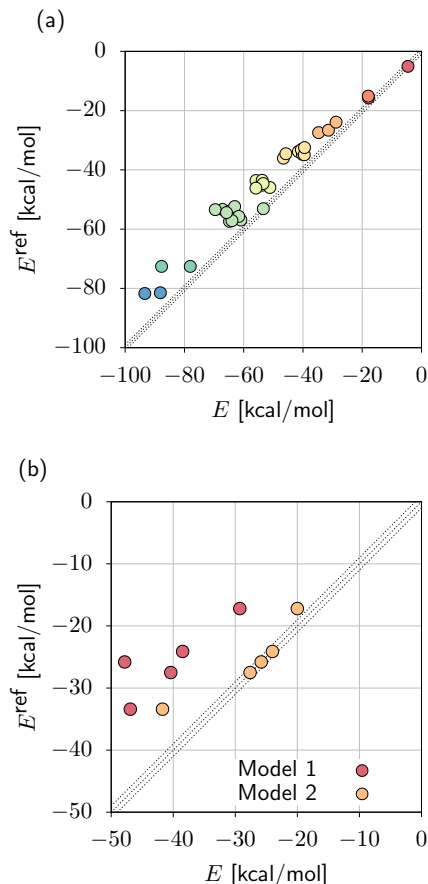 (a)
0
−20
−40
−60
−80
−100
E^ref [kcal/mol]
−100 −80 −60 −40 −20 0
E [kcal/mol]
(b)
0
−10
−20
−30
−40
−50
E^ref [kcal/mol]
Model 1
Model 2
−50 −40 −30 −20 −10 0
E [kcal/mol]